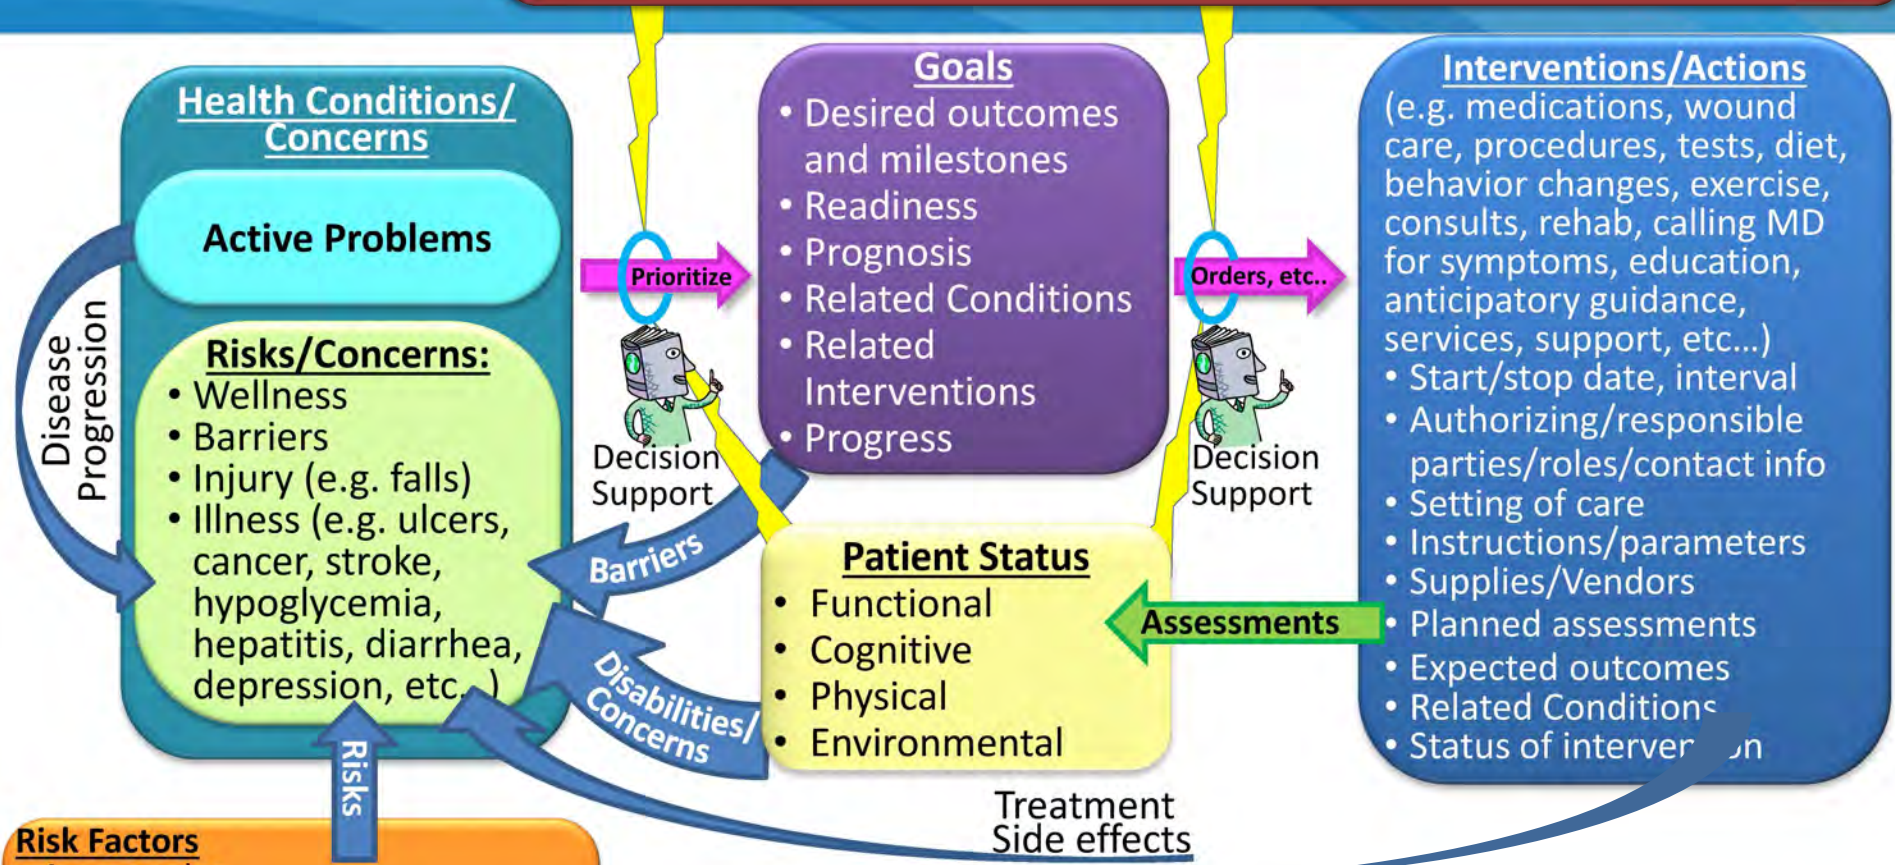 Health Conditions/
Concerns
Active Problems
Disease
Progression
Risks/Concerns:
• Wellness
• Barriers
• Injury (e.g. falls)
• Illness (e.g. ulcers,
cancer, stroke,
hypoglycemia,
hepatitis, diarrhea,
depression, etc...)
Risks
Risk Factors
Prioritize
Decision
Support
Goals
• Desired outcomes
and milestones
• Readiness
• Prognosis
• Related Conditions
• Related
Interventions
• Progress
Barriers
Patient Status
• Functional
• Cognitive
• Physical
• Environmental
Disabilities/
Concerns
Assessments
Treatment
Side effects
Orders, etc..
Decision
Support
Interventions/Actions
(e.g. medications, wound
care, procedures, tests, diet,
behavior changes, exercise,
consults, rehab, calling MD
for symptoms, education,
anticipatory guidance,
services, support, etc...)
• Start/stop date, interval
• Authorizing/responsible
parties/roles/contact info
• Setting of care
• Instructions/parameters
• Supplies/Vendors
• Planned assessments
• Expected outcomes
• Related Conditions
• Status of intervention